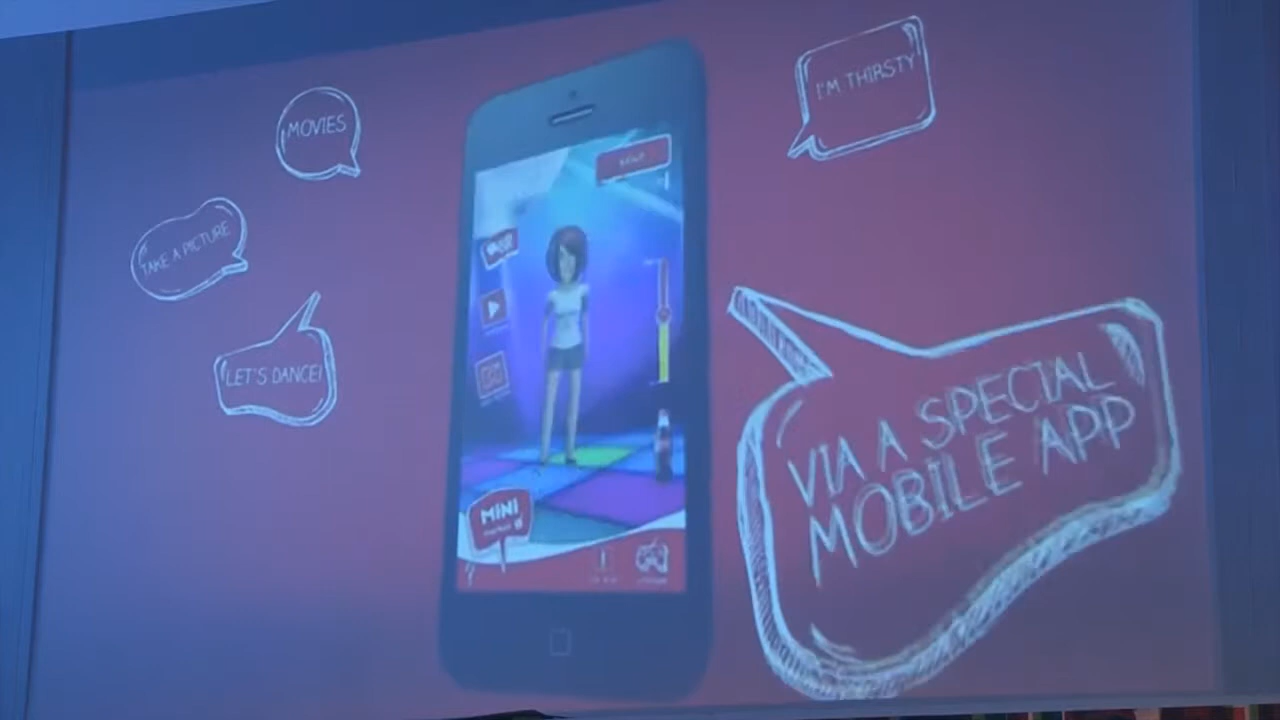 MOVIES
I'M THIRSTY
TAKE A PICTURE
LET'S DANCE!
VIA A SPECIAL
MOBILE APP
MINI